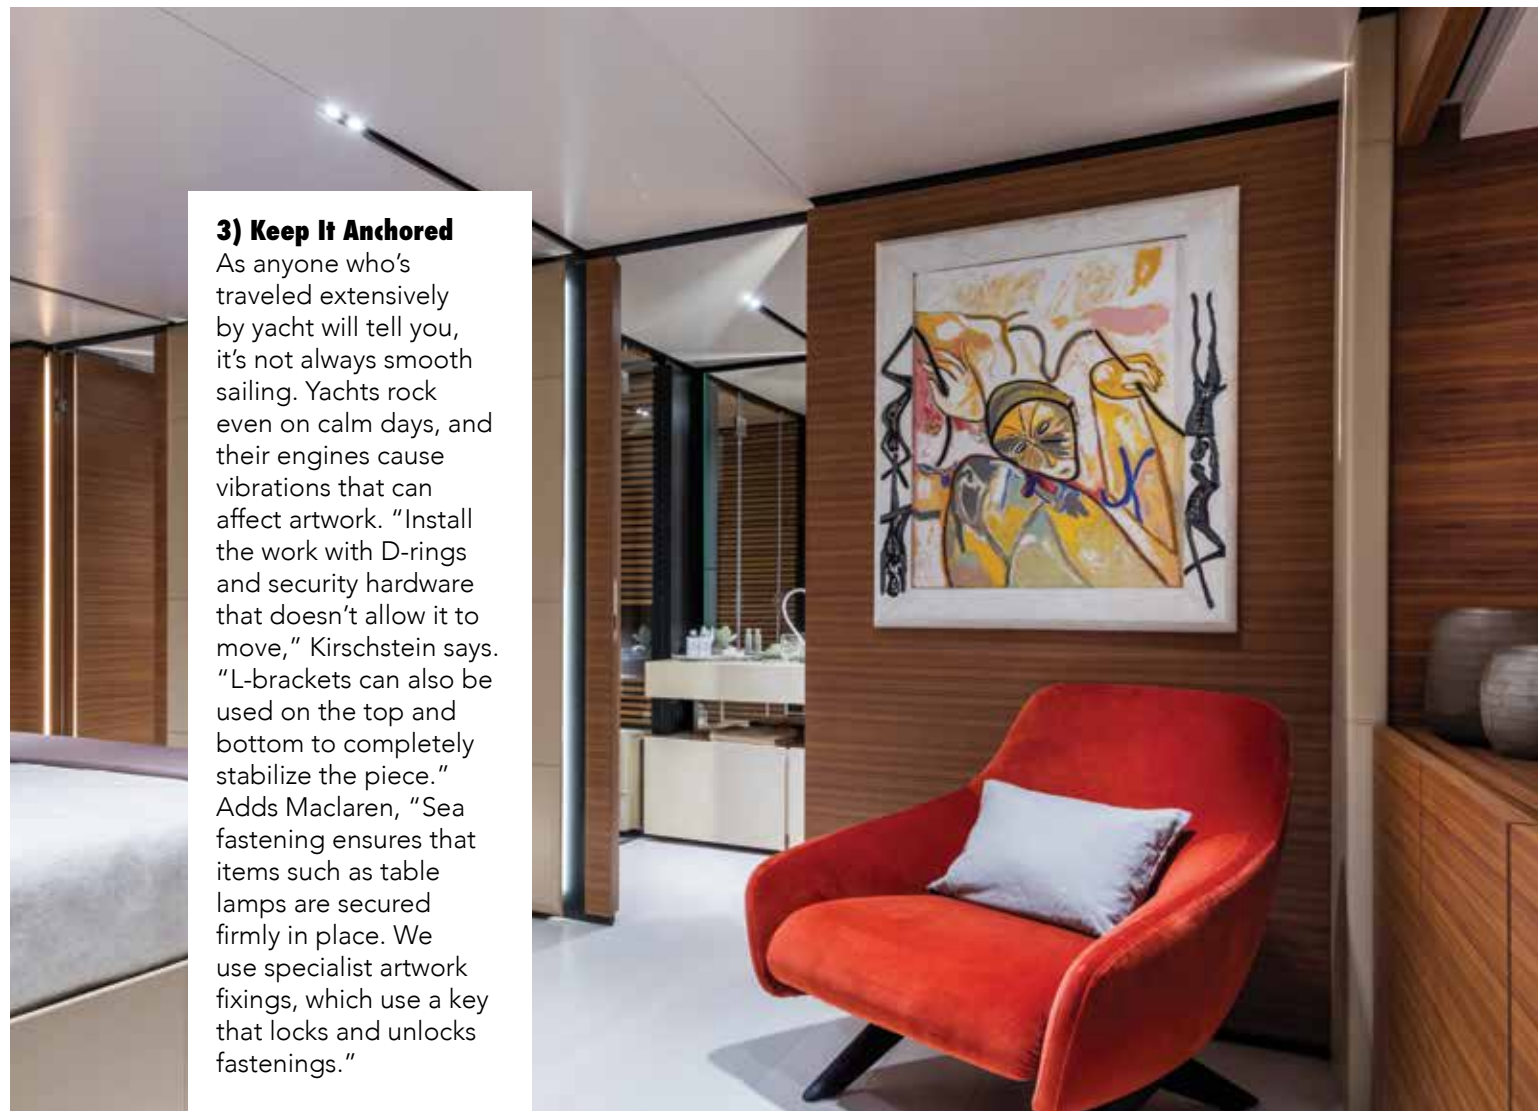 3) Keep It Anchored
As anyone who’s
traveled extensively
by yacht will tell you,
it’s not always smooth
sailing. Yachts rock
even on calm days, and
their engines cause
vibrations that can
affect artwork. “Install
the work with D-rings
and security hardware
that doesn’t allow it to
move,” Kirschstein says.
“L-brackets can also be
used on the top and
bottom to completely
stabilize the piece.”
Adds Maclaren, “Sea
fastening ensures that
items such as table
lamps are secured
firmly in place. We
use specialist artwork
fixings, which use a key
that locks and unlocks
fastenings.”